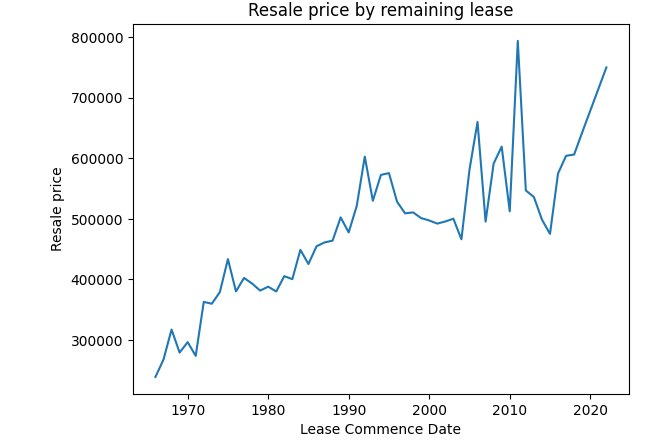 Resale price by remaining lease
800000
700000
600000
500000
400000
300000
Resale price
1970 1980 1990 2000 2010 2020
Lease Commence Date